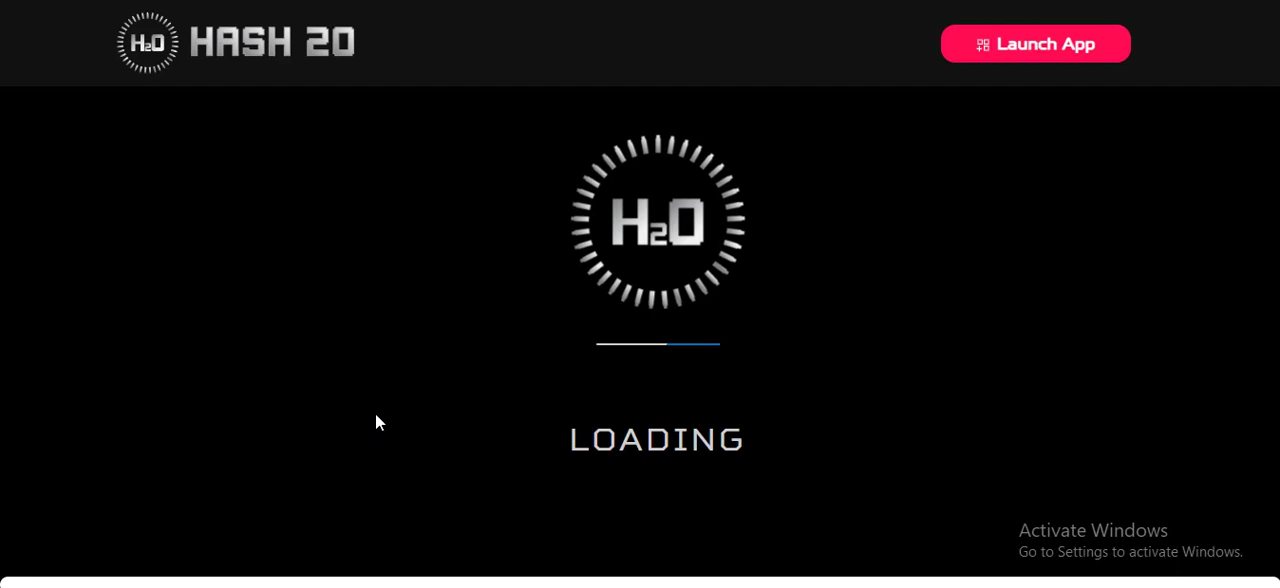 H2O HASH 20
Launch App
H2O
LOADING
Activate Windows
Go to Settings to activate Windows.